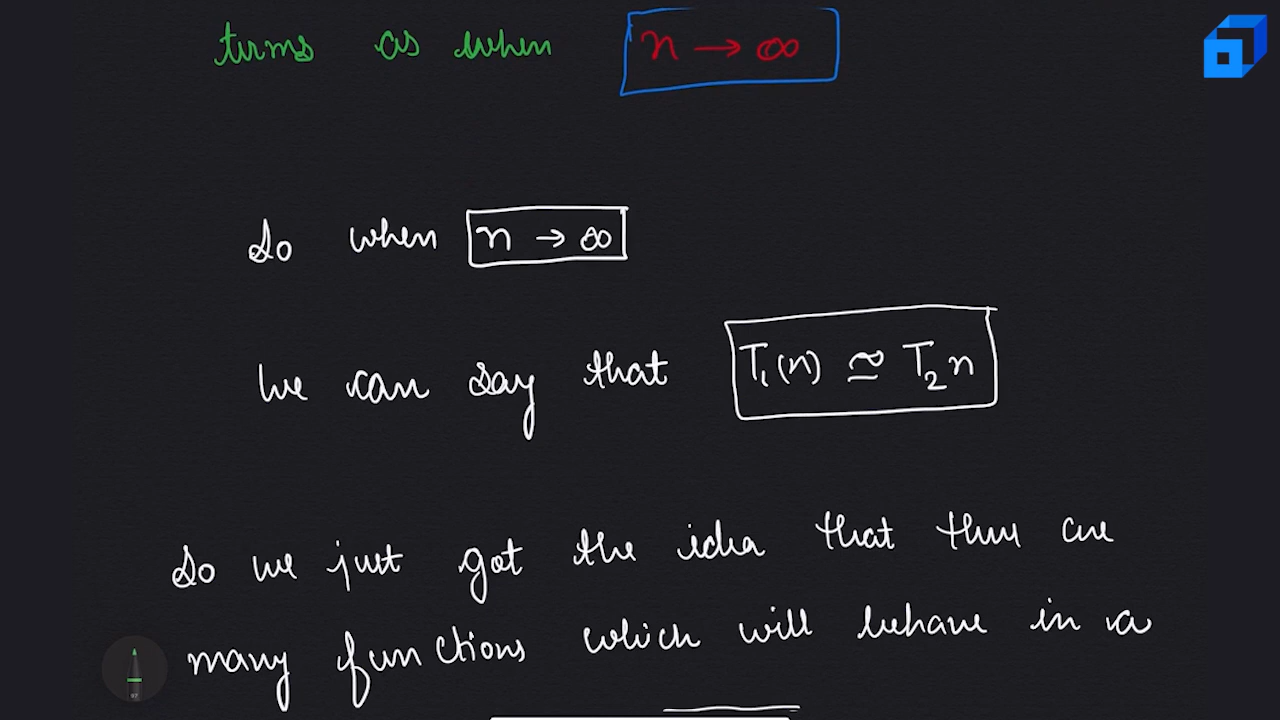 terms as when n → ∞
So when n → ∞
We can say that T₁(n) ≅ T₂n
So we just got the idea that there are
many functions which will behave in a
97